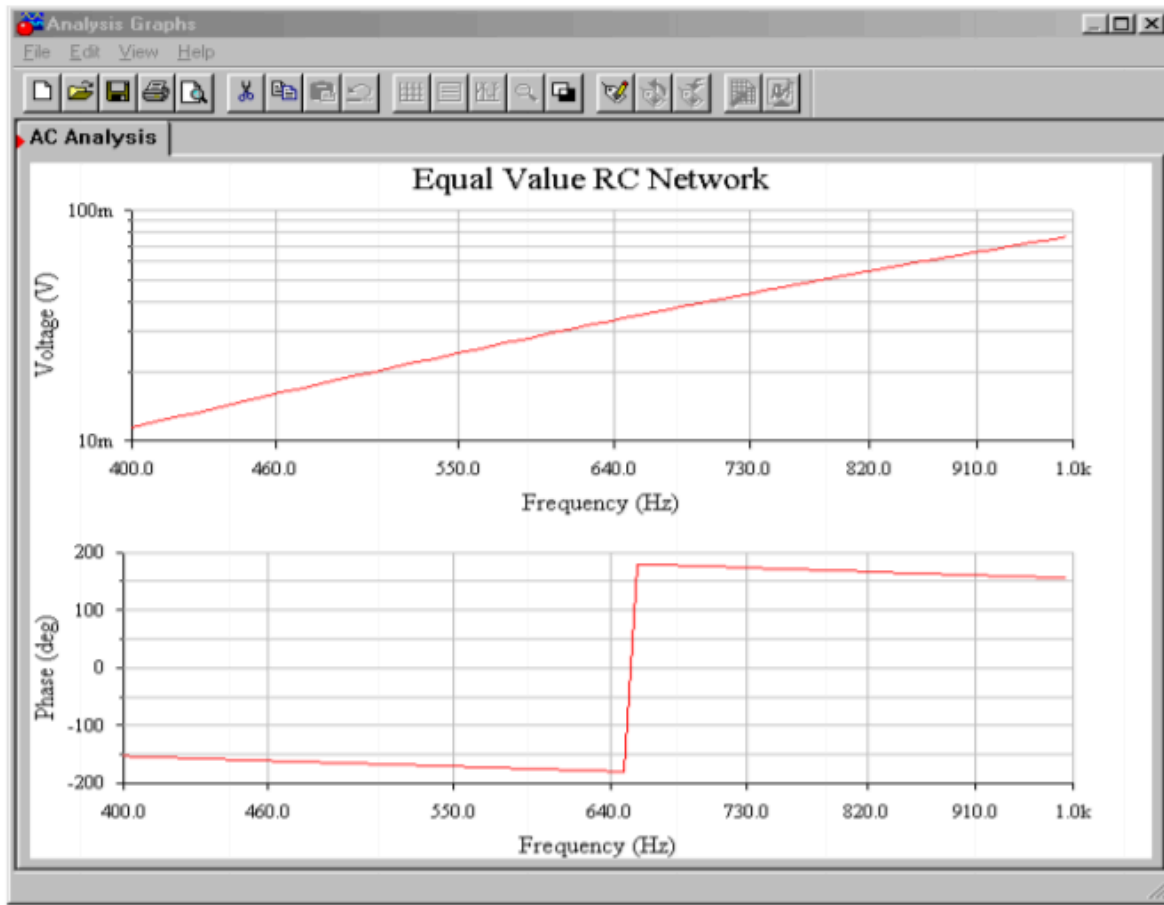 Analysis Graphs
File Edit View Help
AC Analysis
Equal Value RC Network
100m
Voltage (V)
10m
400.0 460.0 550.0 640.0 730.0 820.0 910.0 1.0k
Frequency (Hz)
200
100
0
Phase (deg)
-100
-200
400.0 460.0 550.0 640.0 730.0 820.0 910.0 1.0k
Frequency (Hz)